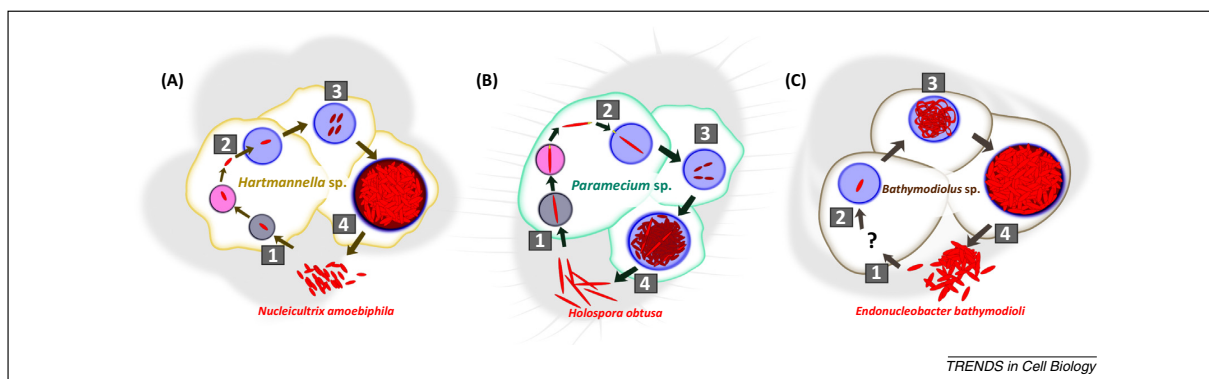 (A)
3
2
Hartmannella sp.
4
1
Nucleicultrix amoebiphila
(B)
2
3
Paramecium sp.
1
4
Holospora obtusa
(C)
3
Bathymodiolus sp.
2
?
4
1
Endonucleobacter bathymodioli
TRENDS in Cell Biology